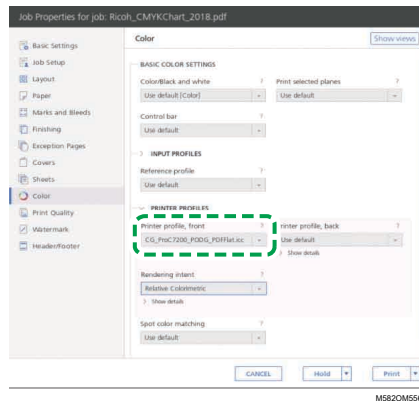 Job Properties for job: Ricoh_CMYKChart_2018.pdf
Basic Settings
Job Setup
Layout
Paper
Marks and Bleeds
Finishing
Exception Pages
Covers
Sheets
Color
Print Quality
Watermark
Header/Footer
Color
Show views
BASIC COLOR SETTINGS
Color/Black and white ? Print selected planes ?
Use default [Color] Use default
Control bar ?
Use default
INPUT PROFILES
Reference profile ?
Use default
PRINTER PROFILES
Printer profile, front ? Printer profile, back ?
CG_ProC7200_PODG_PDFFlat.icc Use default
Show details
Rendering intent ?
Relative Colorimetric
Show details
Spot color matching ?
Use default
CANCEL Hold Print